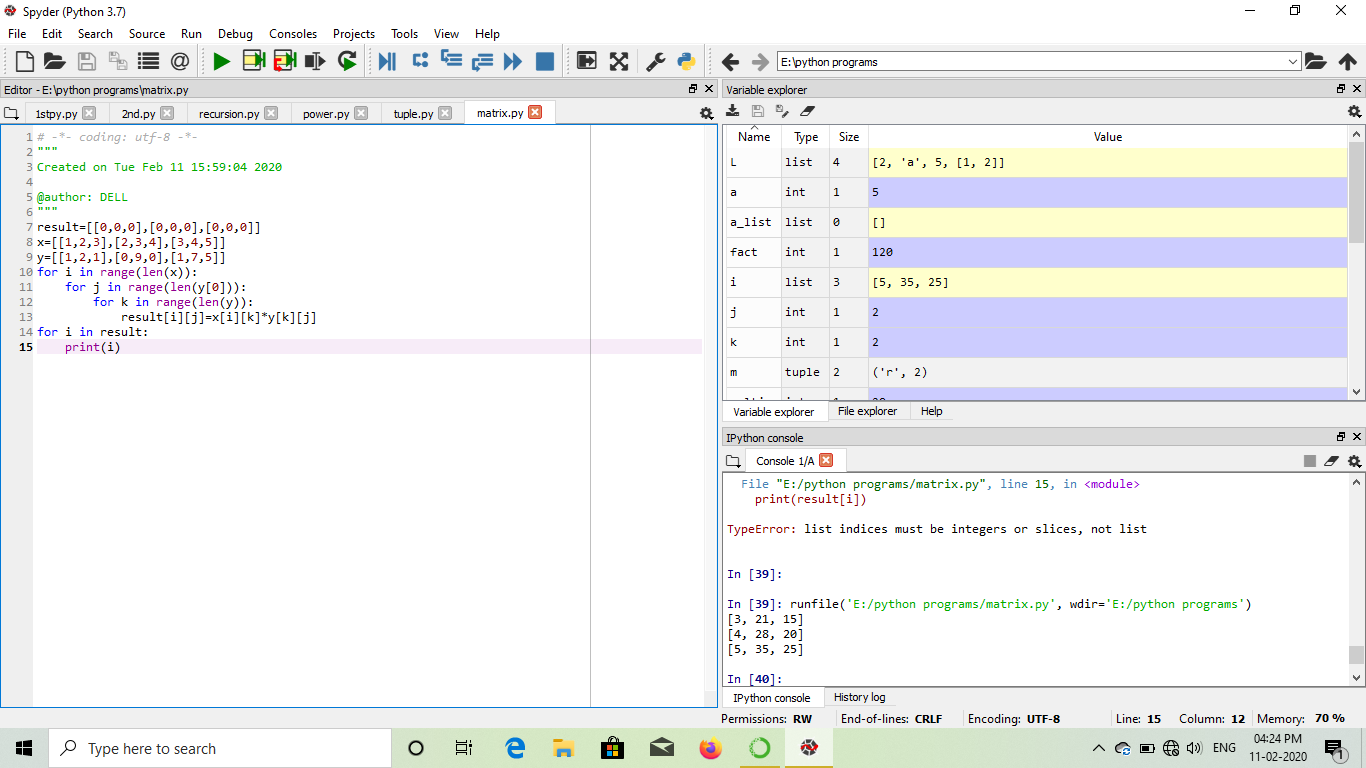 Spyder (Python 3.7)
File Edit Search Source Run Debug Consoles Projects Tools View Help
E:\python programs
Editor - E:\python programs\matrix.py
1stpy.py 2nd.py recursion.py power.py tuple.py matrix.py
1 # -*- coding: utf-8 -*-
2 """
3 Created on Tue Feb 11 15:59:04 2020
4
5 @author: DELL
6 """
7 result=[[0,0,0],[0,0,0],[0,0,0]]
8 x=[[1,2,3],[2,3,4],[3,4,5]]
9 y=[[1,2,1],[0,9,0],[1,7,5]]
10 for i in range(len(x)):
11     for j in range(len(y[0])):
12         for k in range(len(y)):
13             result[i][j]=x[i][k]*y[k][j]
14 for i in result:
15     print(i)
Variable explorer
Name Type Size Value
L list 4 [2, 'a', 5, [1, 2]]
a int 1 5
a_list list 0 []
fact int 1 120
i list 3 [5, 35, 25]
j int 1 2
k int 1 2
m tuple 2 ('r', 2)
Variable explorer File explorer Help
IPython console
Console 1/A
File "E:/python programs/matrix.py", line 15, in <module>
print(result[i])
TypeError: list indices must be integers or slices, not list
In [39]:
In [39]: runfile('E:/python programs/matrix.py', wdir='E:/python programs')
[3, 21, 15]
[4, 28, 20]
[5, 35, 25]
In [40]:
IPython console History log
Permissions: RW End-of-lines: CRLF Encoding: UTF-8 Line: 15 Column: 12 Memory: 70 %
Type here to search
ENG
04:24 PM
11-02-2020
1